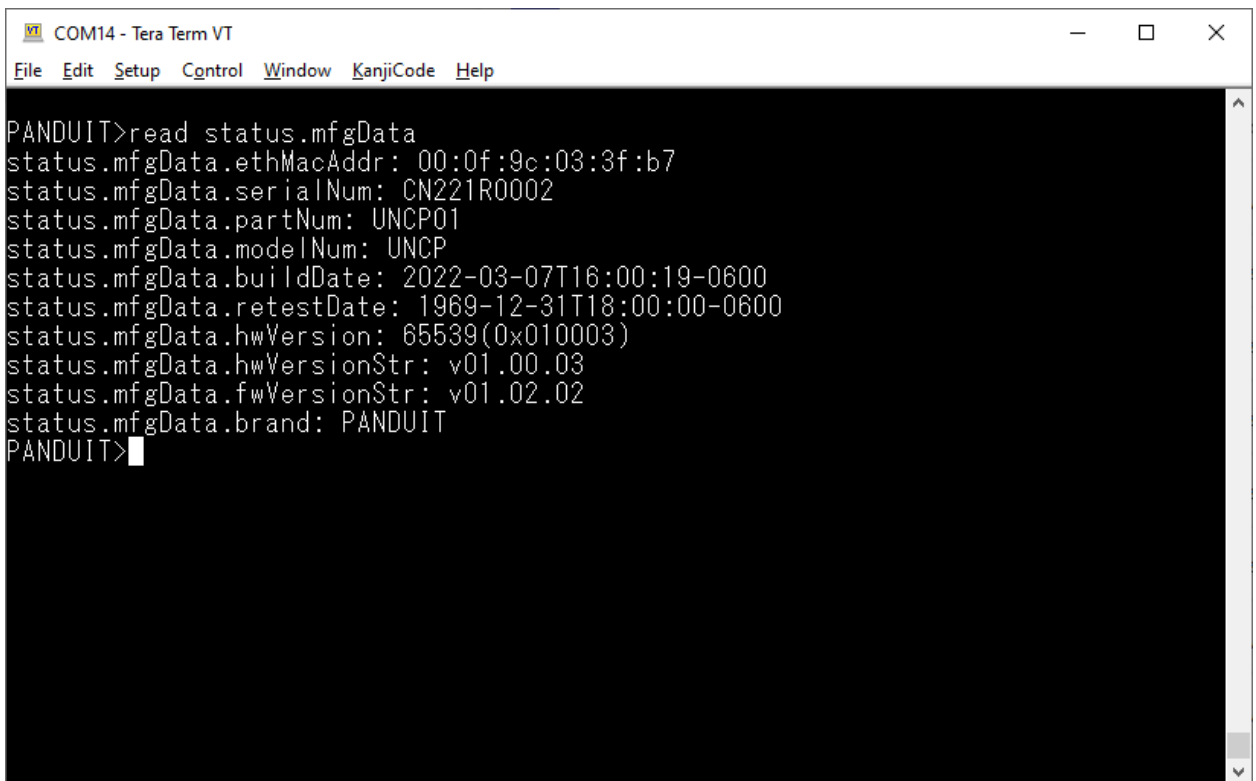 COM14 - Tera Term VT
File Edit Setup Control Window KanjiCode Help
PANDUIT>read status.mfgData
status.mfgData.ethMacAddr: 00:0f:9c:03:3f:b7
status.mfgData.serialNum: CN221R0002
status.mfgData.partNum: UNCP01
status.mfgData.modelNum: UNCP
status.mfgData.buildDate: 2022-03-07T16:00:19-0600
status.mfgData.retestDate: 1969-12-31T18:00:00-0600
status.mfgData.hwVersion: 65539(0x010003)
status.mfgData.hwVersionStr: v01.00.03
status.mfgData.fwVersionStr: v01.02.02
status.mfgData.brand: PANDUIT
PANDUIT>